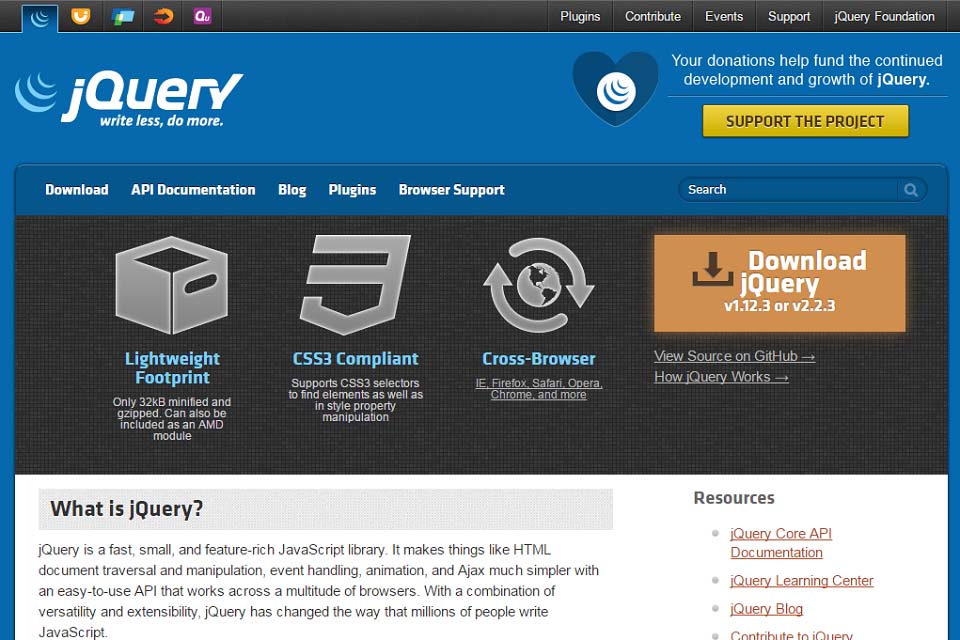 Qu
Plugins
Contribute
Events
Support
jQuery Foundation
jQuery
write less, do more.
Your donations help fund the continued
development and growth of jQuery.
SUPPORT THE PROJECT
Download
API Documentation
Blog
Plugins
Browser Support
Search
Lightweight
Footprint
Only 32kB minified and
gzipped. Can also be
included as an AMD
module
CSS3 Compliant
Supports CSS3 selectors
to find elements as well as
in style property
manipulation
Cross-Browser
IE, Firefox, Safari, Opera,
Chrome, and more
Download
jQuery
v1.12.3 or v2.2.3
View Source on GitHub →
How jQuery Works →
What is jQuery?
jQuery is a fast, small, and feature-rich JavaScript library. It makes things like HTML
document traversal and manipulation, event handling, animation, and Ajax much simpler with
an easy-to-use API that works across a multitude of browsers. With a combination of
versatility and extensibility, jQuery has changed the way that millions of people write
JavaScript.
Resources
jQuery Core API
Documentation
jQuery Learning Center
jQuery Blog
Contribute to jQuery